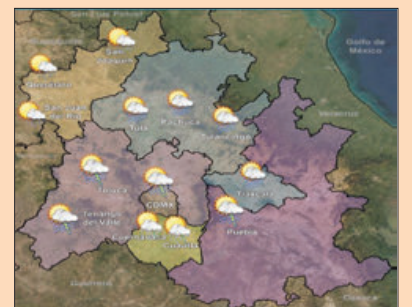 San Luis Potosí
Golfo de
México
Querétaro
Veracruz
Tula
Pachuca
Tulancingo
Toluca
Tlaxcala
CDMX
Tenango
del Valle
Puebla
Cuautla
Guerrero
Oaxaca